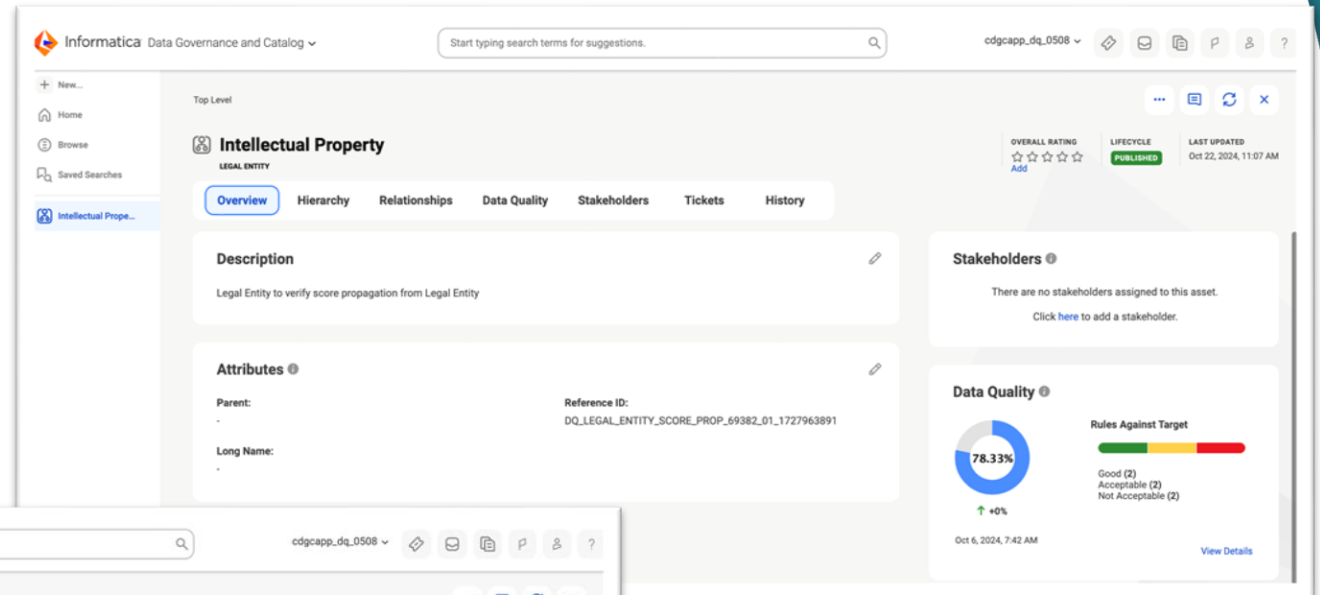 Informatica Data Governance and Catalog
Start typing search terms for suggestions.
cdgcapp_dq_0508
?
New...
Home
Browse
Saved Searches
Intellectual Prope...
Top Level
Intellectual Property
LEGAL ENTITY
OVERALL RATING
Add
LIFECYCLE
PUBLISHED
LAST UPDATED
Oct 22, 2024, 11:07 AM
Overview Hierarchy Relationships Data Quality Stakeholders Tickets History
Description
Legal Entity to verify score propagation from Legal Entity
Attributes
Parent:
-
Reference ID:
DQ_LEGAL_ENTITY_SCORE_PROP_69382_01_1727963891
Long Name:
-
Stakeholders
There are no stakeholders assigned to this asset.
Click here to add a stakeholder.
Data Quality
78.33%
+0%
Oct 6, 2024, 7:42 AM
Rules Against Target
Good (2)
Acceptable (2)
Not Acceptable (2)
View Details
cdgcapp_dq_0508
?